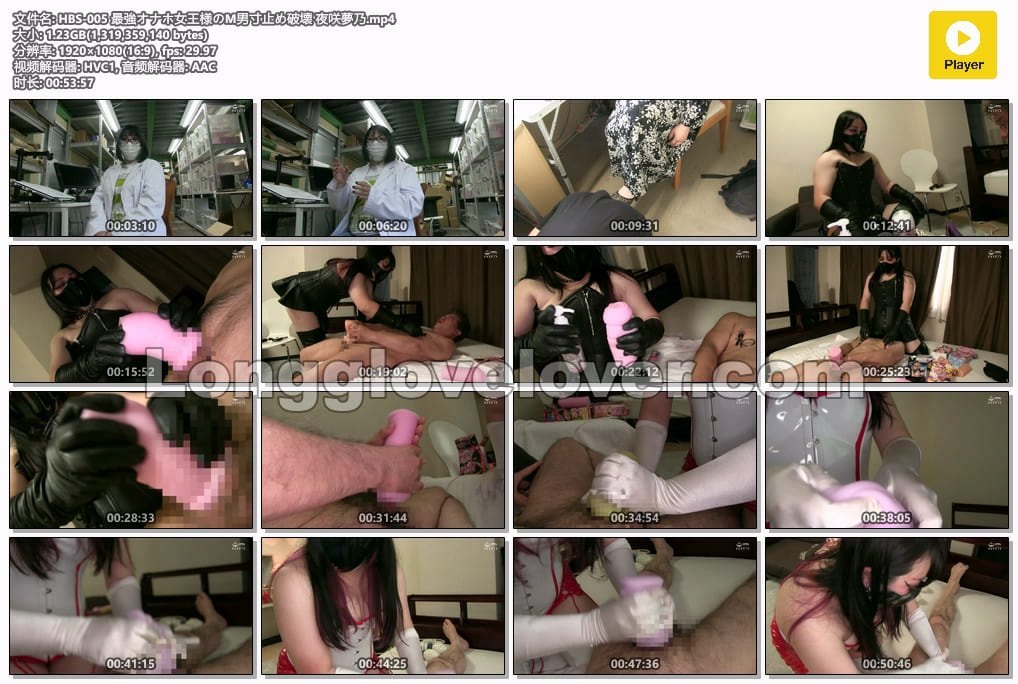 文件名: HBS-005 最強オナホ女王様のM男寸止め破壊 夜咲夢乃.mp4
大小: 1.23GB(1,319,359,140 bytes)
分辨率: 1920×1080(16:9), fps: 29.97
视频解码器: HVC1, 音频解码器: AAC
时长: 00:53:57
Player
00:03:10
00:06:20
00:09:31
00:12:41
00:15:52
00:19:02
00:22:12
00:25:23
Longglovelover.com
00:28:33
00:31:44
00:34:54
00:38:05
00:41:15
00:44:25
00:47:36
00:50:46